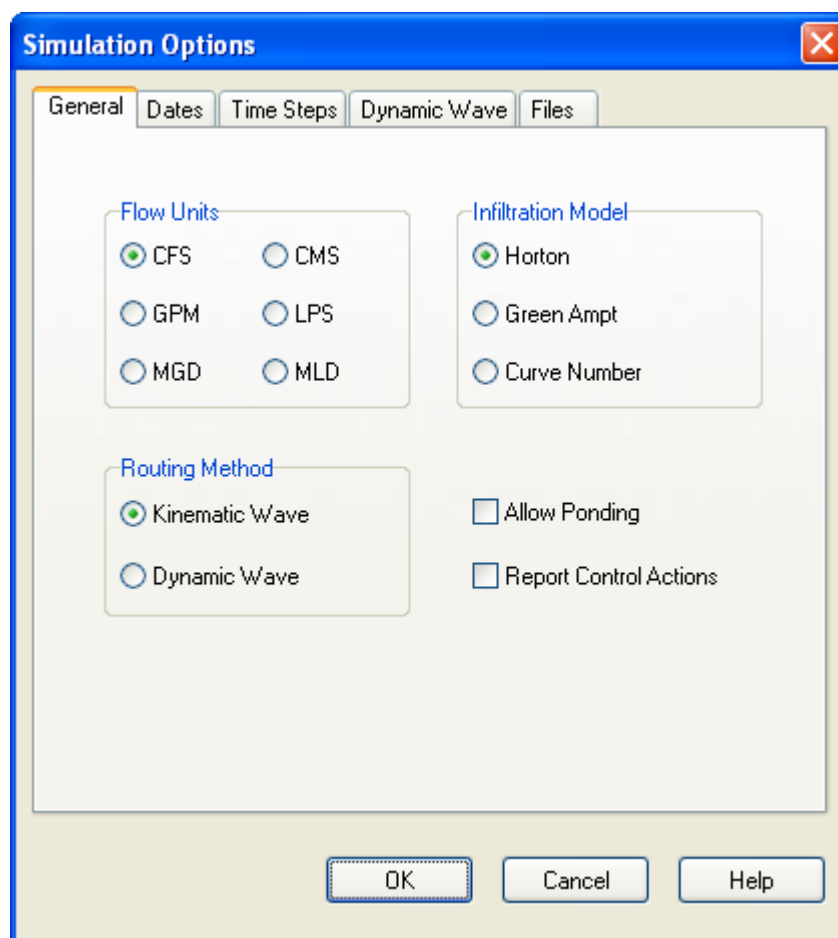 Simulation Options
General Dates Time Steps Dynamic Wave Files
Flow Units
CFS CMS
GPM LPS
MGD MLD
Infiltration Model
Horton
Green Ampt
Curve Number
Routing Method
Kinematic Wave
Dynamic Wave
Allow Ponding
Report Control Actions
OK Cancel Help